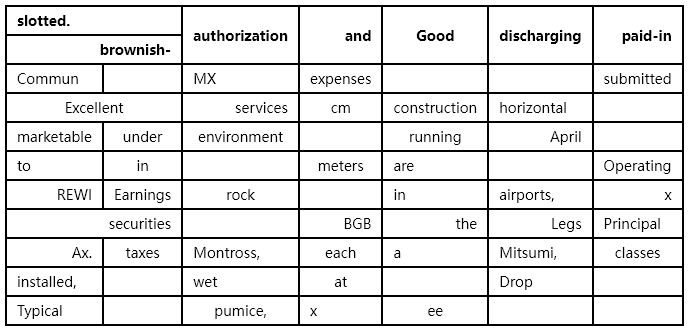 slotted.
brownish- authorization and Good discharging paid-in
Commun MX expenses submitted
Excellent services cm construction horizontal
marketable under environment running April
to in meters are Operating
REWI Earnings rock in airports, x
securities BGB the Legs Principal
Ax. taxes Montross, each a Mitsumi, classes
installed, wet at Drop
Typical pumice, x ee